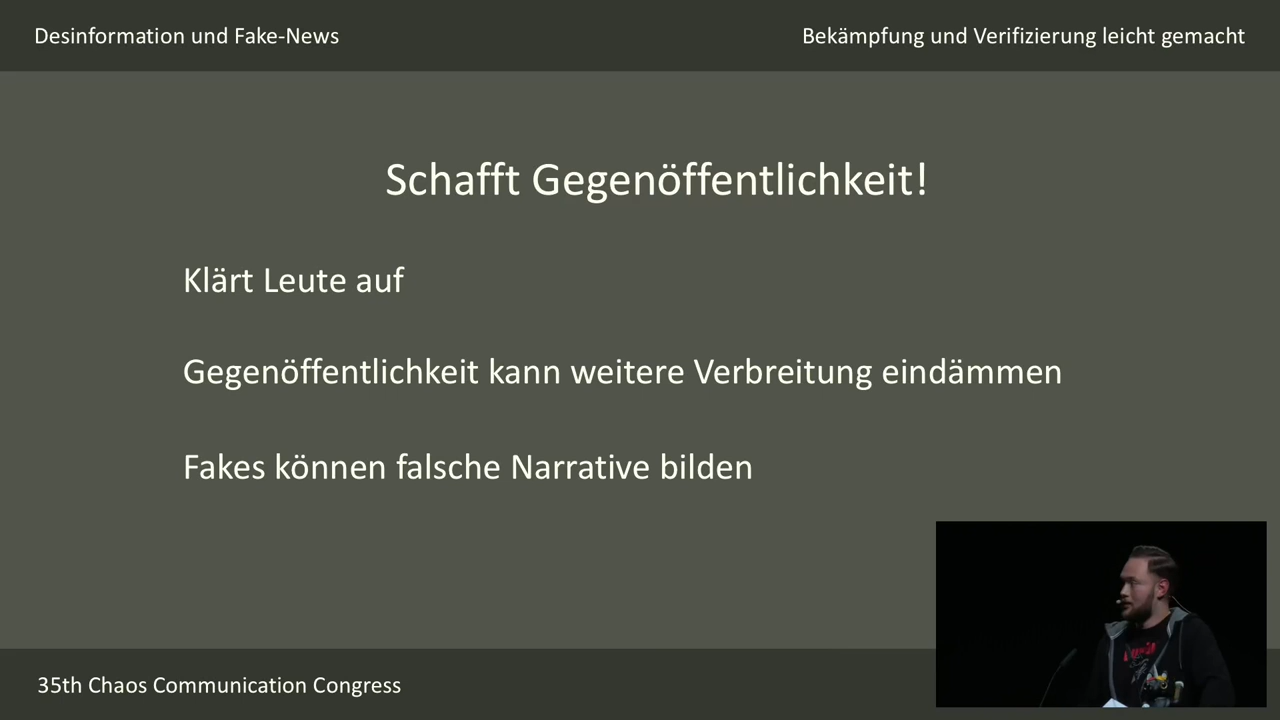 Desinformation und Fake-News
Bekämpfung und Verifizierung leicht gemacht
Schafft Gegenöffentlichkeit!
Klärt Leute auf
Gegenöffentlichkeit kann weitere Verbreitung eindämmen
Fakes können falsche Narrative bilden
35th Chaos Communication Congress